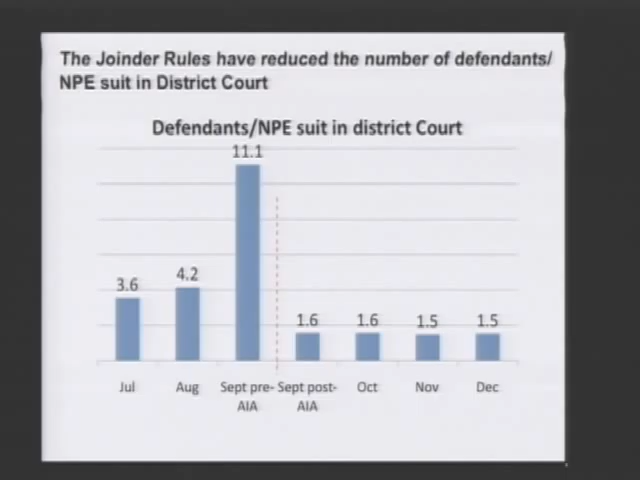 The Joinder Rules have reduced the number of defendants/
NPE suit in District Court
Defendants/NPE suit in district Court
11.1
4.2
3.6
1.6
1.6
1.5
1.5
Jul
Aug
Sept pre-
AIA
Sept post-
AIA
Oct
Nov
Dec